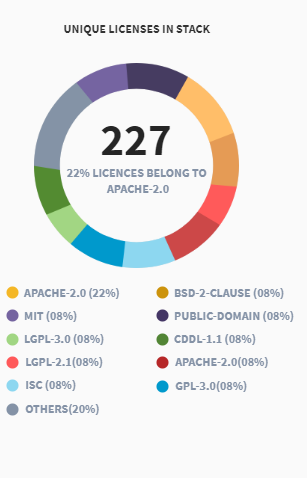 UNIQUE LICENSES IN STACK
227
22% LICENCES BELONG TO
APACHE-2.0
APACHE-2.0 (22%)
BSD-2-CLAUSE (08%)
MIT (08%)
PUBLIC-DOMAIN (08%)
LGPL-3.0 (08%)
CDDL-1.1 (08%)
LGPL-2.1(08%)
APACHE-2.0(08%)
ISC (08%)
GPL-3.0(08%)
OTHERS(20%)